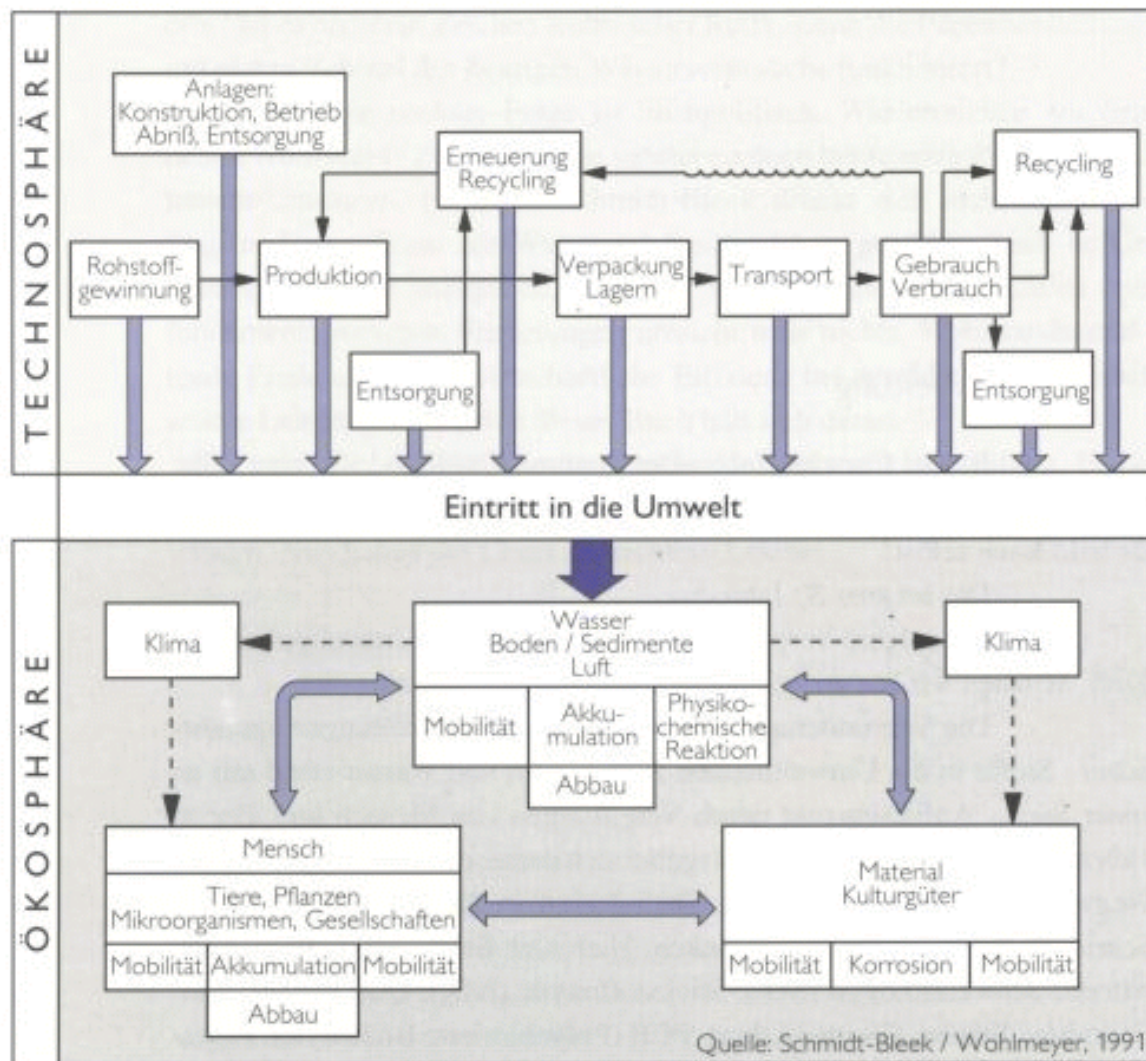 TECHNOSPHÄRE
Anlagen:
Konstruktion, Betrieb
Abriß, Entsorgung
Erneuerung
Recycling
Recycling
Rohstoff-
gewinnung
Produktion
Verpackung
Lagern
Transport
Gebrauch
Verbrauch
Entsorgung
Entsorgung
Eintritt in die Umwelt
ÖKOSPHÄRE
Klima
Wasser
Boden / Sedimente
Luft
Klima
Mobilität
Akku-
mulation
Physiko-
chemische
Reaktion
Abbau
Mensch
Tiere, Pflanzen
Mikroorganismen, Gesellschaften
Mobilität
Akkumulation
Mobilität
Abbau
Material
Kulturgüter
Mobilität
Korrosion
Mobilität
Quelle: Schmidt-Bleek / Wohlmeyer, 1991